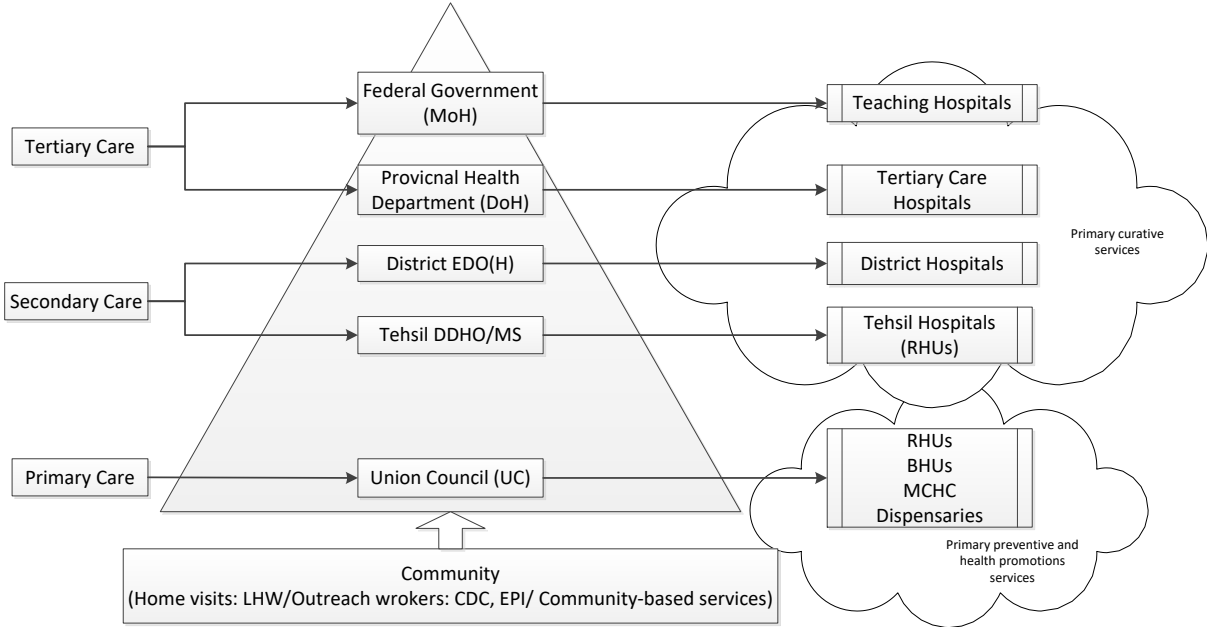 Federal Government
(MoH)
Teaching Hospitals
Tertiary Care
Provicnal Health
Department (DoH)
Tertiary Care
Hospitals
Primary curative
services
District EDO(H)
District Hospitals
Secondary Care
Tehsil DDHO/MS
Tehsil Hospitals
(RHUs)
Primary Care
Union Council (UC)
RHUs
BHUs
MCHC
Dispensaries
Primary preventive and
health promotions
services
Community
(Home visits: LHW/Outreach wrokers: CDC, EPI/ Community-based services)